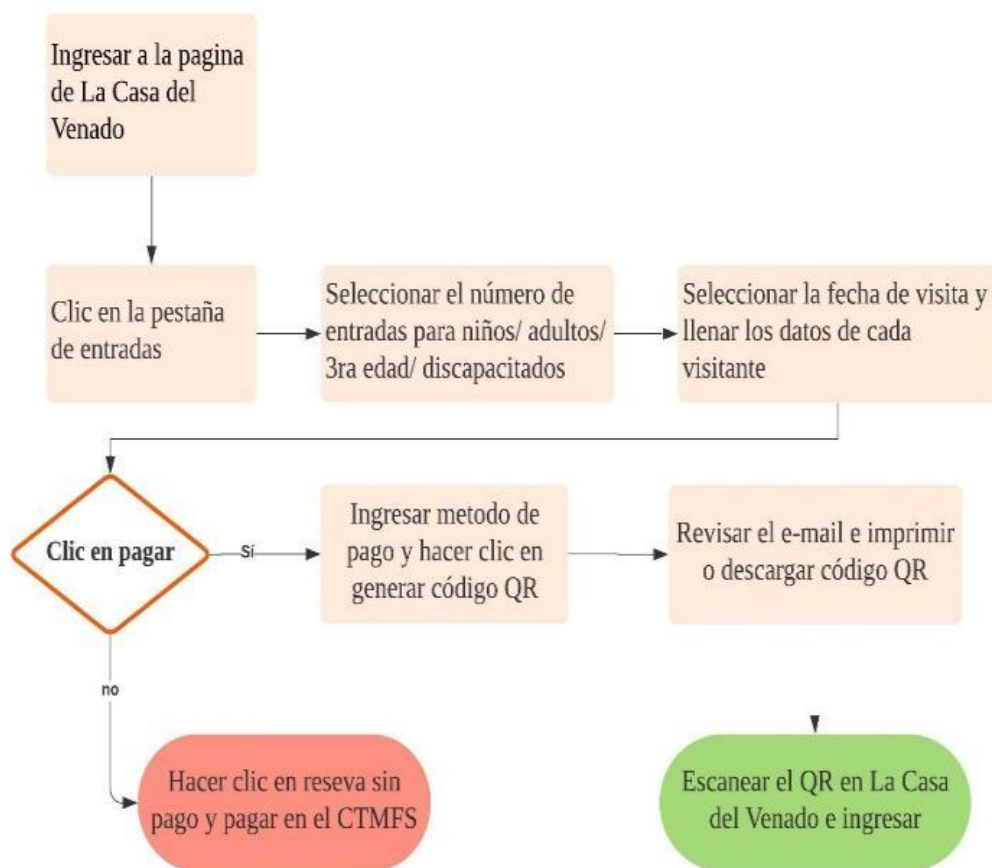 Ingresar a la pagina
de La Casa del
Venado
Clic en la pestaña
de entradas
Seleccionar el número de
entradas para niños/ adultos/
3ra edad/ discapacitados
Seleccionar la fecha de visita y
llenar los datos de cada
visitante
Clic en pagar
Sí
Ingresar metodo de
pago y hacer clic en
generar código QR
Revisar el e-mail e imprimir
o descargar código QR
no
Hacer clic en reseva sin
pago y pagar en el CTMFS
Escanear el QR en La Casa
del Venado e ingresar